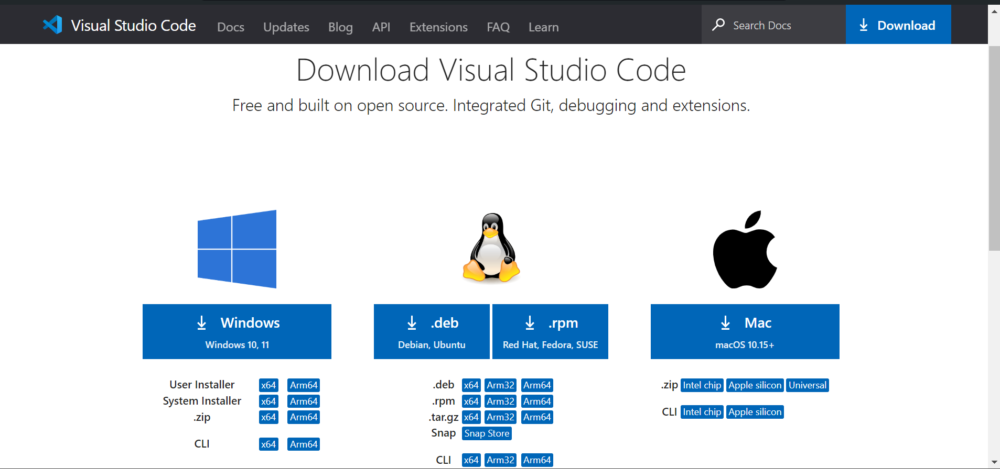 Visual Studio Code Docs Updates Blog API Extensions FAQ Learn Search Docs Download
Download Visual Studio Code
Free and built on open source. Integrated Git, debugging and extensions.
Windows
Windows 10, 11
User Installer x64 Arm64
System Installer x64 Arm64
.zip x64 Arm64
CLI x64 Arm64
.deb
Debian, Ubuntu
.rpm
Red Hat, Fedora, SUSE
.deb x64 Arm32 Arm64
.rpm x64 Arm32 Arm64
.tar.gz x64 Arm32 Arm64
Snap Snap Store
CLI x64 Arm32 Arm64
Mac
macOS 10.15+
.zip Intel chip Apple silicon Universal
CLI Intel chip Apple silicon